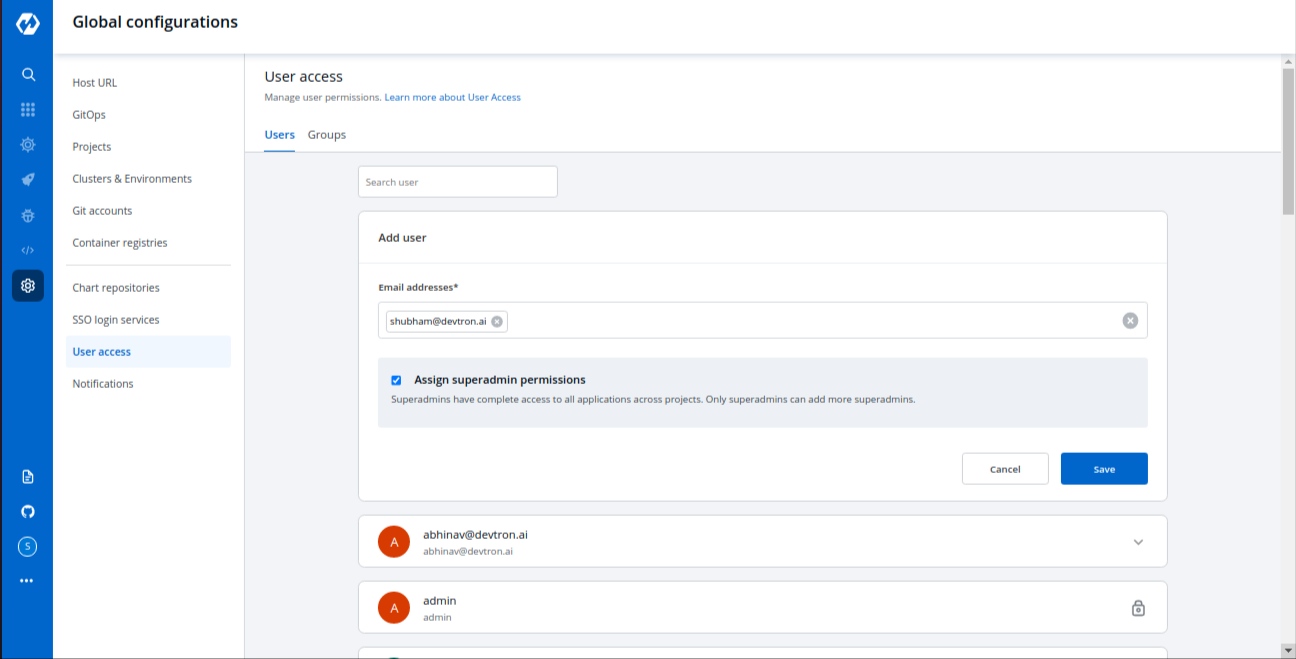 Global configurations
Host URL
GitOps
Projects
Clusters & Environments
Git accounts
Container registries
Chart repositories
SSO login services
User access
Notifications
User access
Manage user permissions. Learn more about User Access
Users Groups
Search user
Add user
Email addresses*
shubham@devtron.ai
Assign superadmin permissions
Superadmins have complete access to all applications across projects. Only superadmins can add more superadmins.
Cancel Save
A
abhinav@devtron.ai
abhinav@devtron.ai
A
admin
admin
S